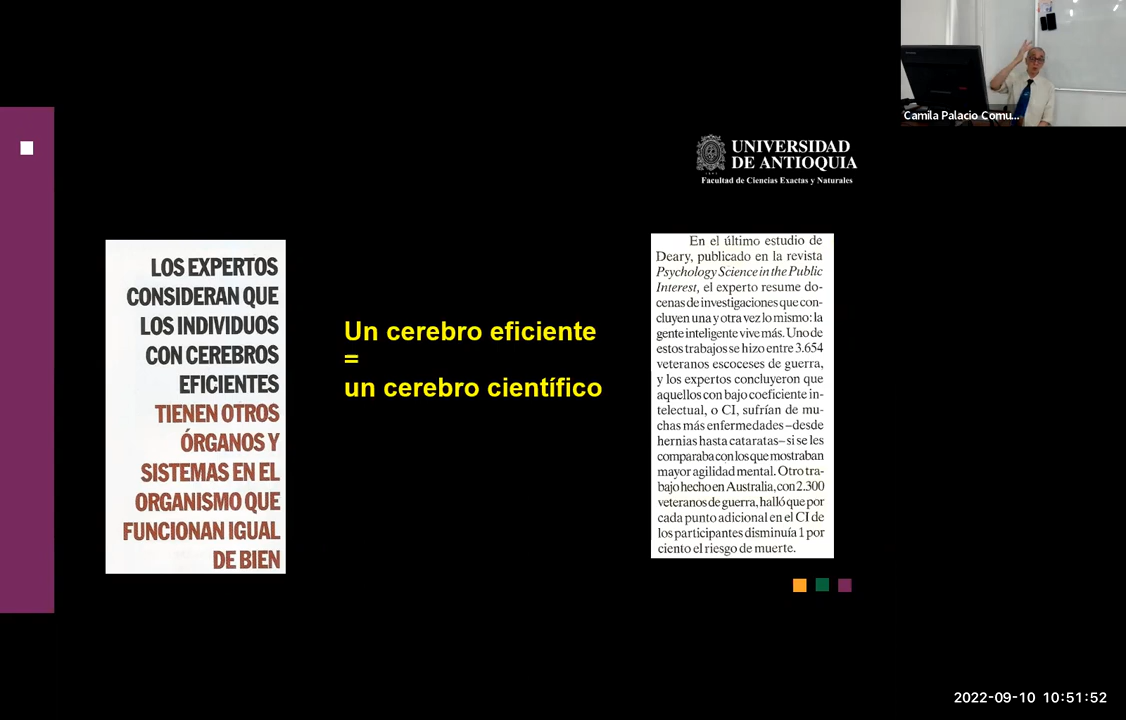 Camila Palacio Comu...
UNIVERSIDAD
DE ANTIOQUIA
Facultad de Ciencias Exactas y Naturales
LOS EXPERTOS
CONSIDERAN QUE
LOS INDIVIDUOS
CON CEREBROS
EFICIENTES
TIENEN OTROS
ÓRGANOS Y
SISTEMAS EN EL
ORGANISMO QUE
FUNCIONAN IGUAL
DE BIEN
Un cerebro eficiente
=
un cerebro científico
En el último estudio de
Deary, publicado en la revista
Psychology Science in the Public
Interest, el experto resume do-
cenas de investigaciones que con-
cluyen una y otra vez lo mismo: la
gente inteligente vive más. Uno de
estos trabajos se hizo entre 3.654
veteranos escoceses de guerra,
y los expertos concluyeron que
aquellos con bajo coeficiente in-
telectual, o CI, sufrían de mu-
chas más enfermedades –desde
hernias hasta cataratas– si se les
comparaba con los que mostraban
mayor agilidad mental. Otro tra-
bajo hecho en Australia, con 2.300
veteranos de guerra, halló que por
cada punto adicional en el CI de
los participantes disminuía 1 por
ciento el riesgo de muerte.
2022-09-10 10:51:52